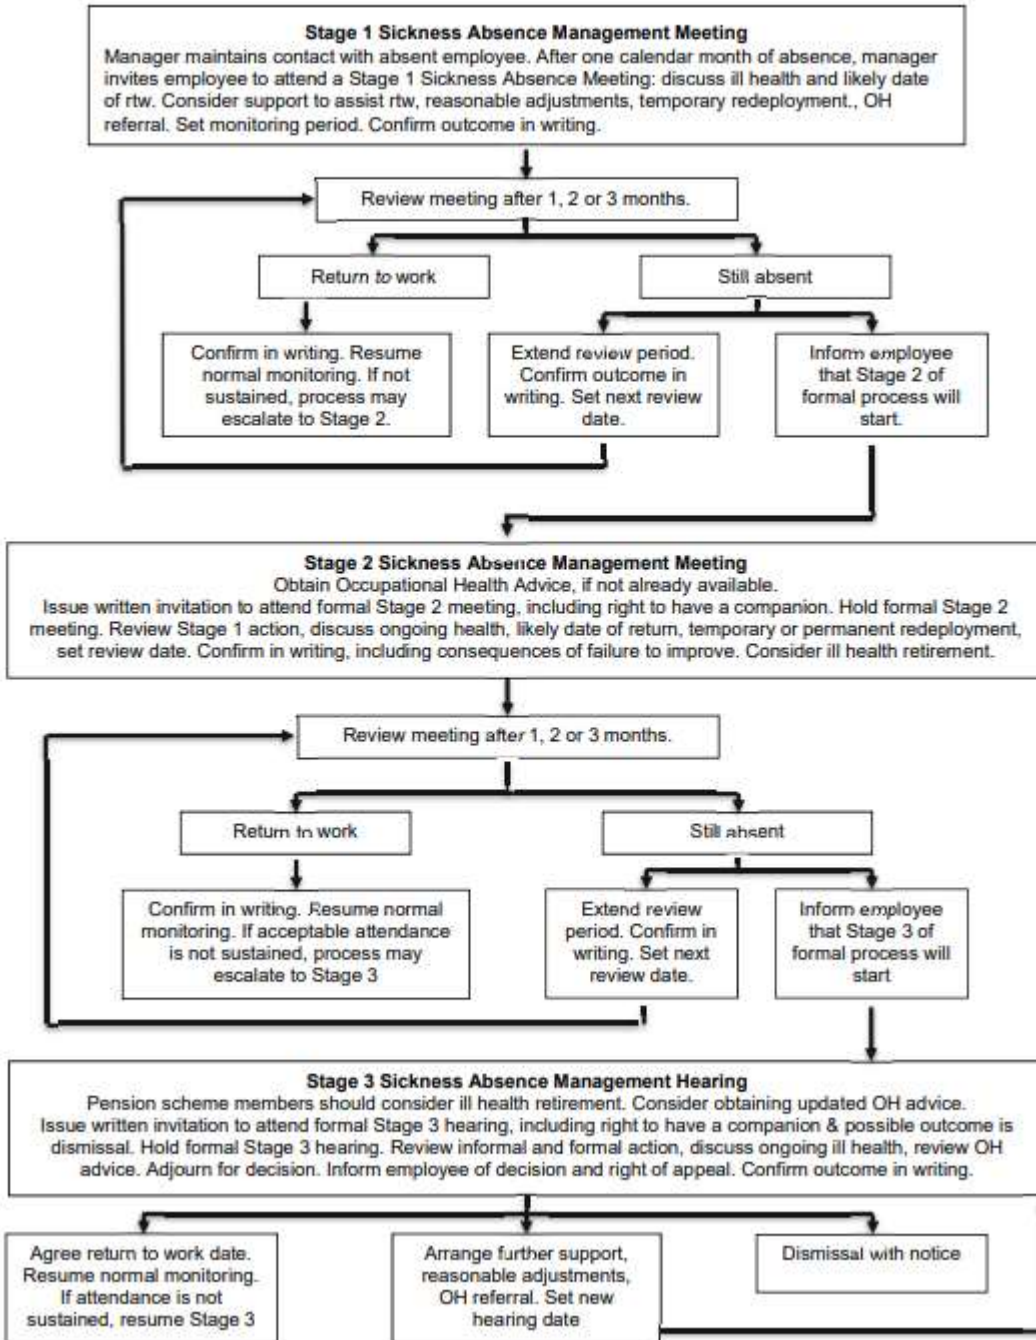 Stage 1 Sickness Absence Management Meeting
Manager maintains contact with absent employee. After one calendar month of absence, manager
invites employee to attend a Stage 1 Sickness Absence Meeting: discuss ill health and likely date
of rtw. Consider support to assist rtw, reasonable adjustments, temporary redeployment., OH
referral. Set monitoring period. Confirm outcome in writing.
Review meeting after 1, 2 or 3 months.
Return to work
Still absent
Confirm in writing. Resume
normal monitoring. If not
sustained, process may
escalate to Stage 2.
Extend review period.
Confirm outcome in
writing. Set next review
date.
Inform employee
that Stage 2 of
formal process will
start.
Stage 2 Sickness Absence Management Meeting
Obtain Occupational Health Advice, if not already available.
Issue written invitation to attend formal Stage 2 meeting, including right to have a companion. Hold formal Stage 2
meeting. Review Stage 1 action, discuss ongoing health, likely date of return, temporary or permanent redeployment,
set review date. Confirm in writing, including consequences of failure to improve. Consider ill health retirement.
Review meeting after 1, 2 or 3 months.
Return to work
Still absent
Confirm in writing. Resume normal
monitoring. If acceptable attendance
is not sustained, process may
escalate to Stage 3
Extend review
period. Confirm in
writing. Set next
review date.
Inform employee
that Stage 3 of
formal process will
start
Stage 3 Sickness Absence Management Hearing
Pension scheme members should consider ill health retirement. Consider obtaining updated OH advice.
Issue written invitation to attend formal Stage 3 hearing, including right to have a companion & possible outcome is
dismissal. Hold formal Stage 3 hearing. Review informal and formal action, discuss ongoing ill health, review OH
advice. Adjourn for decision. Inform employee of decision and right of appeal. Confirm outcome in writing.
Agree return to work date.
Resume normal monitoring.
If attendance is not
sustained, resume Stage 3
Arrange further support,
reasonable adjustments,
OH referral. Set new
hearing date
Dismissal with notice